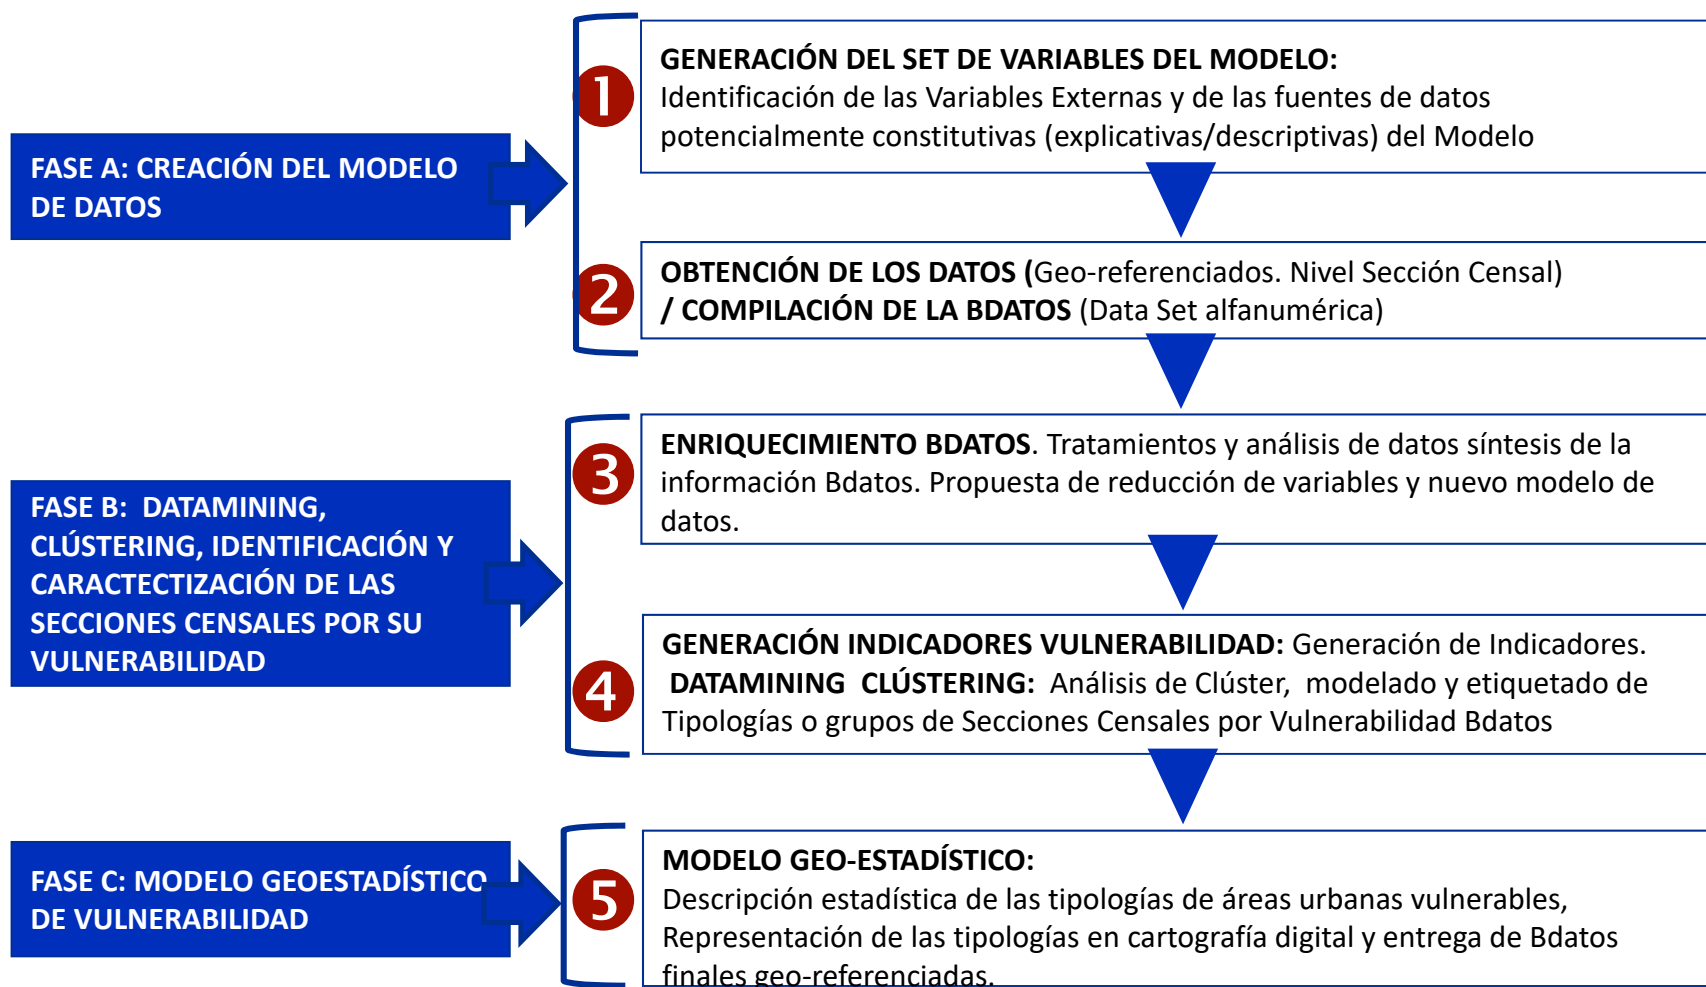 FASE A: CREACIÓN DEL MODELO
DE DATOS
1
GENERACIÓN DEL SET DE VARIABLES DEL MODELO:
Identificación de las Variables Externas y de las fuentes de datos
potencialmente constitutivas (explicativas/descriptivas) del Modelo
2
OBTENCIÓN DE LOS DATOS (Geo-referenciados. Nivel Sección Censal)
/ COMPILACIÓN DE LA BDATOS (Data Set alfanumérica)
FASE B: DATAMINING,
CLÚSTERING, IDENTIFICACIÓN Y
CARACTECTIZACIÓN DE LAS
SECCIONES CENSALES POR SU
VULNERABILIDAD
3
ENRIQUECIMIENTO BDATOS. Tratamientos y análisis de datos síntesis de la
información Bdatos. Propuesta de reducción de variables y nuevo modelo de
datos.
4
GENERACIÓN INDICADORES VULNERABILIDAD: Generación de Indicadores.
DATAMINING CLÚSTERING: Análisis de Clúster, modelado y etiquetado de
Tipologías o grupos de Secciones Censales por Vulnerabilidad Bdatos
FASE C: MODELO GEOESTADÍSTICO
DE VULNERABILIDAD
5
MODELO GEO-ESTADÍSTICO:
Descripción estadística de las tipologías de áreas urbanas vulnerables,
Representación de las tipologías en cartografía digital y entrega de Bdatos
finales geo-referenciadas.